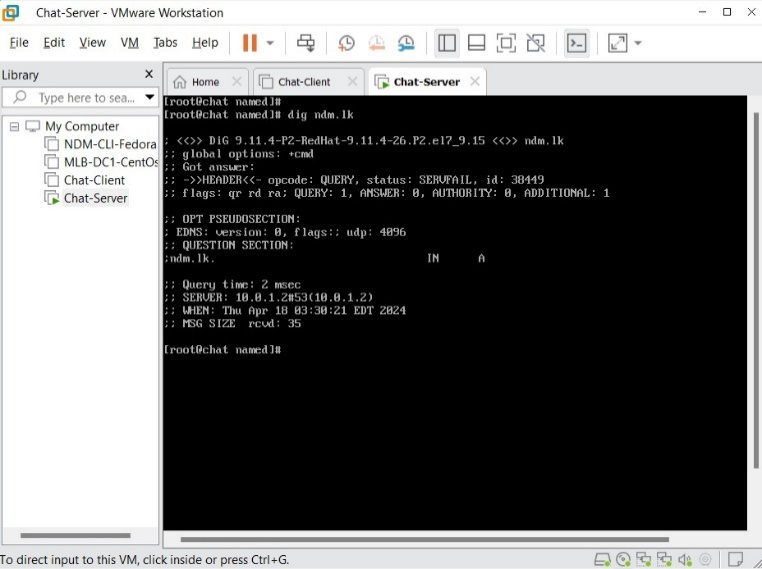 Chat-Server - VMware Workstation
File Edit View VM Tabs Help
Library X
Type here to sea...
My Computer
NDM-CLI-Fedora
MLB-DC1-CentOs
Chat-Client
Chat-Server
Home Chat-Client Chat-Server
[root@chat named]#
[root@chat named]# dig ndm.lk
; <<>> DiG 9.11.4-P2-RedHat-9.11.4-26.P2.el7_9.15 <<>> ndm.lk
;; global options: +cmd
;; Got answer:
;; ->>HEADER<<- opcode: QUERY, status: SERVFAIL, id: 38449
;; flags: qr rd ra; QUERY: 1, ANSWER: 0, AUTHORITY: 0, ADDITIONAL: 1
;; OPT PSEUDOSECTION:
; EDNS: version: 0, flags:; udp: 4096
;; QUESTION SECTION:
;ndm.lk. IN A
;; Query time: 2 msec
;; SERVER: 10.0.1.2#53(10.0.1.2)
;; WHEN: Thu Apr 18 03:30:21 EDT 2024
;; MSG SIZE rcvd: 35
[root@chat named]#
To direct input to this VM, click inside or press Ctrl+G.